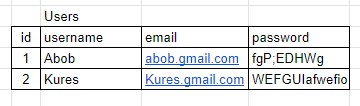 Users
id username email password
1 Abob abob.gmail.com fgP;EDHWg
2 Kures Kures.gmail.com WEFGUIafwefio